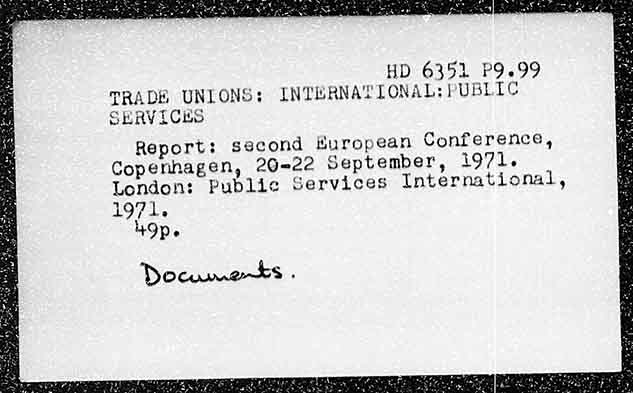 HD 6351 P9.99
TRADE UNIONS: INTERNATIONAL:PUBLIC
SERVICES
Report: second European Conference,
Copenhagen, 20-22 September, 1971.
London: Public Services International,
1971.
49p.
Documents.